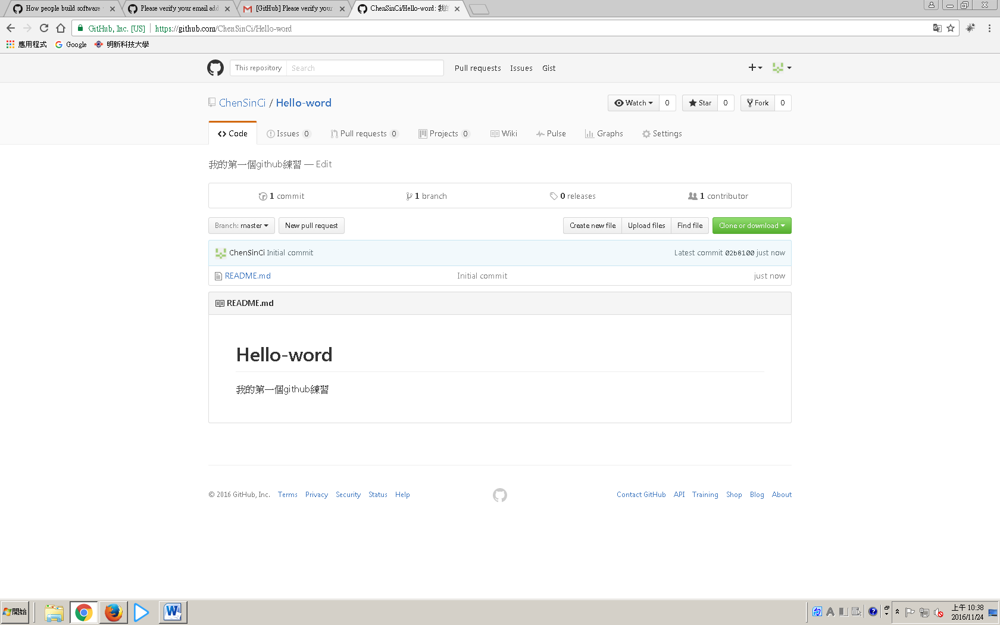 How people build software
Please verify your email add
[GitHub] Please verify your
ChenSinCi/Hello-word: 我的
GitHub, Inc. [US] https://github.com/ChenSinCi/Hello-word
應用程式 Google 明新科技大學
This repository Search Pull requests Issues Gist
ChenSinCi / Hello-word Watch 0 Star 0 Fork 0
Code Issues 0 Pull requests 0 Projects 0 Wiki Pulse Graphs Settings
我的第一個github練習 — Edit
1 commit 1 branch 0 releases 1 contributor
Branch: master New pull request Create new file Upload files Find file Clone or download
ChenSinCi Initial commit Latest commit 02b8100 just now
README.md Initial commit just now
README.md
Hello-word
我的第一個github練習
© 2016 GitHub, Inc. Terms Privacy Security Status Help Contact GitHub API Training Shop Blog About
開始 上午 10:38
2016/11/24